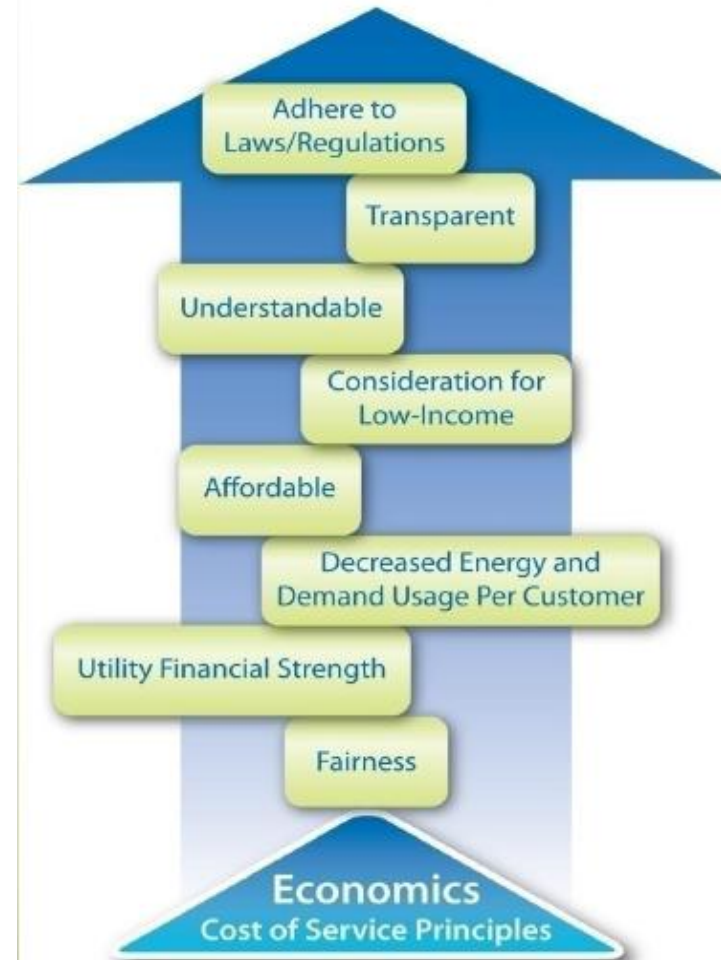 Adhere to
Laws/Regulations
Transparent
Understandable
Consideration for
Low-Income
Affordable
Decreased Energy and
Demand Usage Per Customer
Utility Financial Strength
Fairness
Economics
Cost of Service Principles